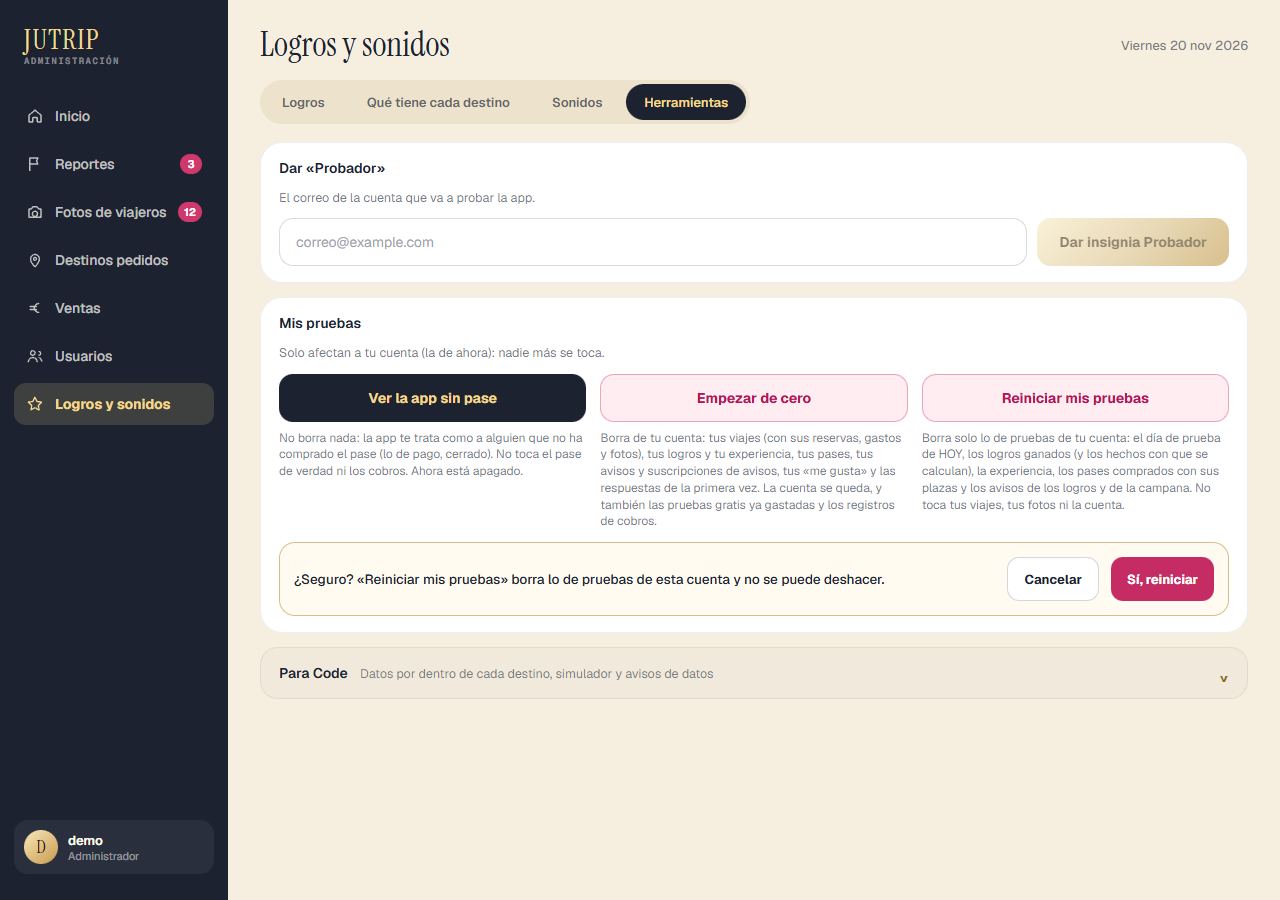 JUTRIP
ADMINISTRACIÓN
Inicio
Reportes
3
Fotos de viajeros
12
Destinos pedidos
Ventas
Usuarios
Logros y sonidos
D
demo
Administrador
Logros y sonidos
Viernes 20 nov 2026
Logros
Qué tiene cada destino
Sonidos
Herramientas
Dar «Probador»
El correo de la cuenta que va a probar la app.
correo@example.com
Dar insignia Probador
Mis pruebas
Solo afectan a tu cuenta (la de ahora): nadie más se toca.
Ver la app sin pase
No borra nada: la app te trata como a alguien que no ha
comprado el pase (lo de pago, cerrado). No toca el pase
de verdad ni los cobros. Ahora está apagado.
Empezar de cero
Borra de tu cuenta: tus viajes (con sus reservas, gastos
y fotos), tus logros y tu experiencia, tus pases, tus
avisos y suscripciones de avisos, tus «me gusta» y las
respuestas de la primera vez. La cuenta se queda, y
también las pruebas gratis ya gastadas y los registros
de cobros.
Reiniciar mis pruebas
Borra solo lo de pruebas de tu cuenta: el día de prueba
de HOY, los logros ganados (y los hechos con que se
calculan), la experiencia, los pases comprados con sus
plazas y los avisos de los logros y de la campana. No
toca tus viajes, tus fotos ni la cuenta.
¿Seguro? «Reiniciar mis pruebas» borra lo de pruebas de esta cuenta y no se puede deshacer.
Cancelar
Sí, reiniciar
Para Code
Datos por dentro de cada destino, simulador y avisos de datos